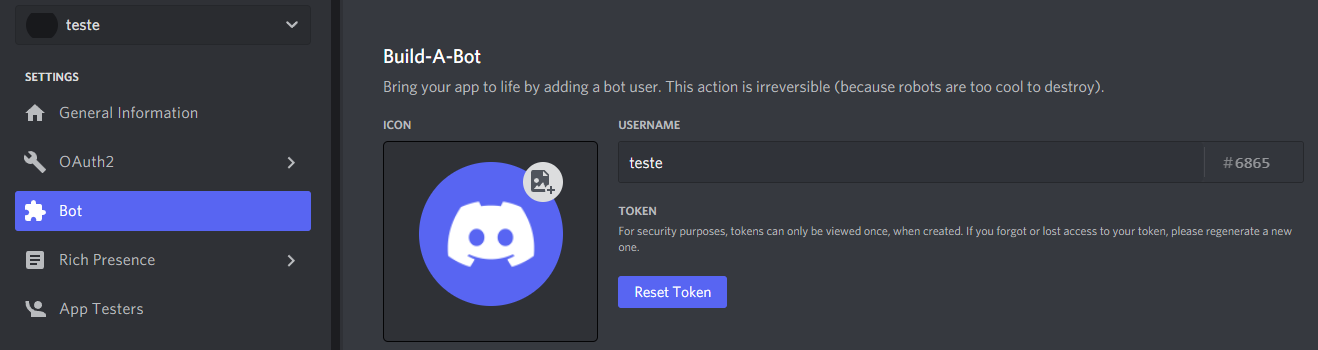 teste
SETTINGS
General Information
OAuth2
Bot
Rich Presence
App Testers
Build-A-Bot
Bring your app to life by adding a bot user. This action is irreversible (because robots are too cool to destroy).
ICON
USERNAME
teste #6865
TOKEN
For security purposes, tokens can only be viewed once, when created. If you forgot or lost access to your token, please regenerate a new
one.
Reset Token